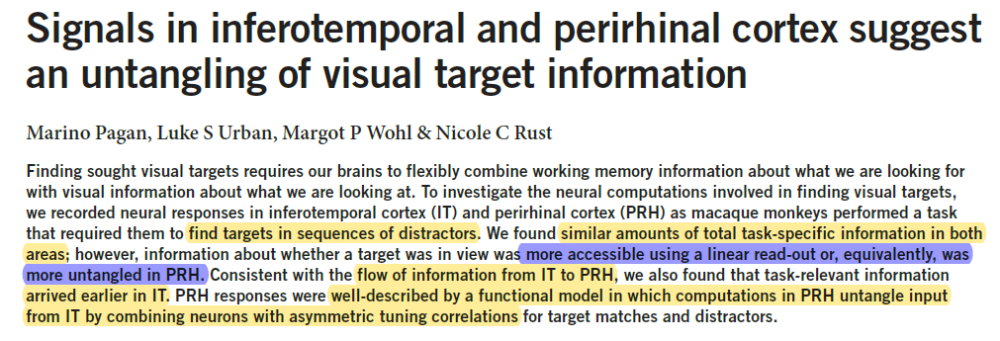 Signals in inferotemporal and perirhinal cortex suggest
an untangling of visual target information
Marino Pagan, Luke S Urban, Margot P Wohl & Nicole C Rust
Finding sought visual targets requires our brains to flexibly combine working memory information about what we are looking for
with visual information about what we are looking at. To investigate the neural computations involved in finding visual targets,
we recorded neural responses in inferotemporal cortex (IT) and perirhinal cortex (PRH) as macaque monkeys performed a task
that required them to find targets in sequences of distractors. We found similar amounts of total task-specific information in both
areas; however, information about whether a target was in view was more accessible using a linear read-out or, equivalently, was
more untangled in PRH. Consistent with the flow of information from IT to PRH, we also found that task-relevant information
arrived earlier in IT. PRH responses were well-described by a functional model in which computations in PRH untangle input
from IT by combining neurons with asymmetric tuning correlations for target matches and distractors.